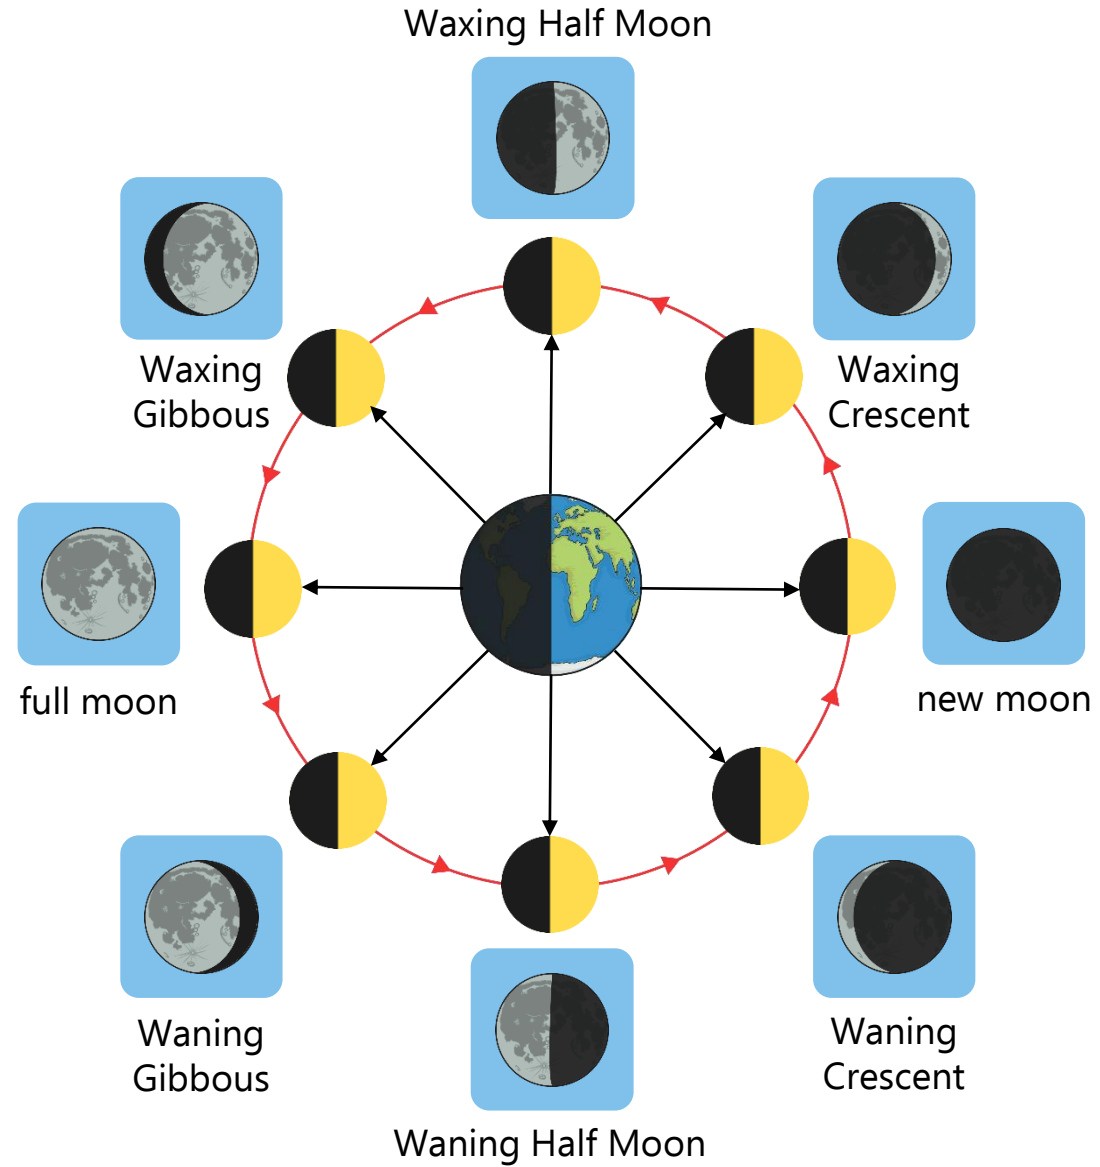 Waxing Half Moon
Waxing
Gibbous
Waxing
Crescent
full moon
new moon
Waning
Gibbous
Waning
Crescent
Waning Half Moon